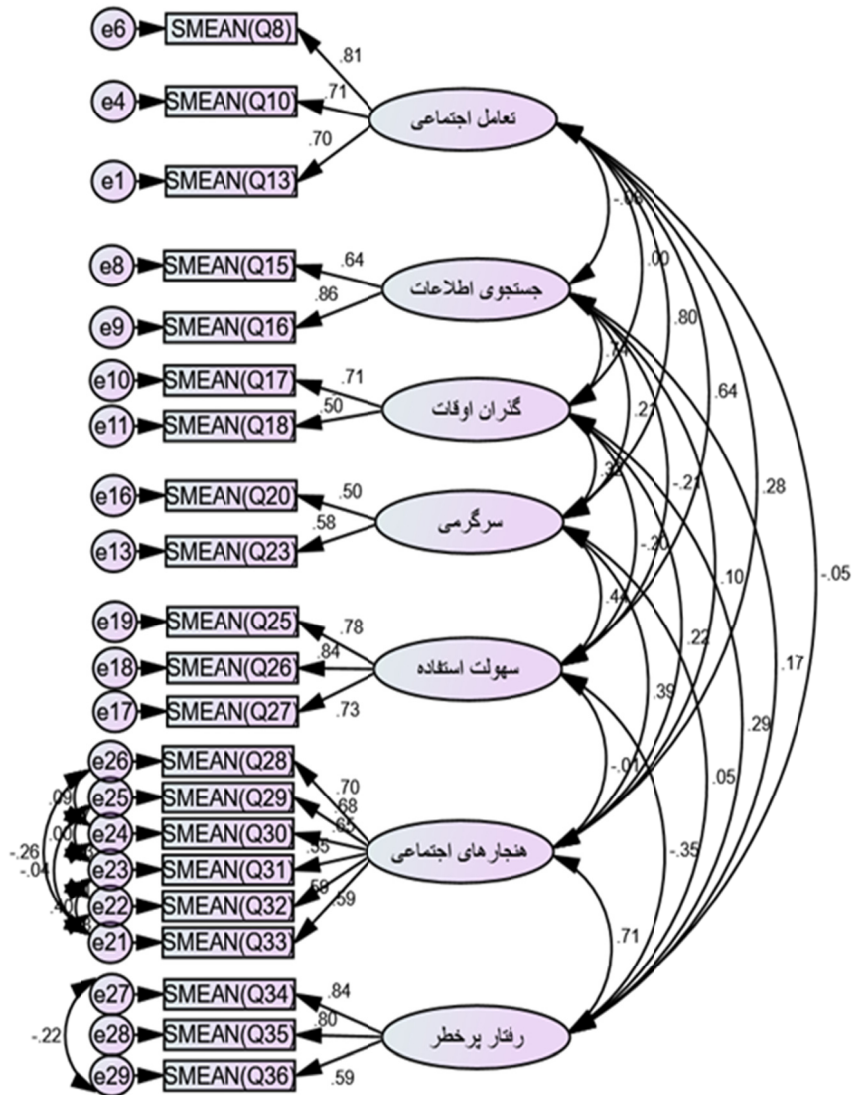 e6 SMEAN(Q8)
.81
e4 SMEAN(Q10)
.71
تعامل اجتماعی
.70
e1 SMEAN(Q13)
.00
e8 SMEAN(Q15)
.64
جستجوی اطلاعات
.86
e9 SMEAN(Q16)
.80
e10 SMEAN(Q17)
.71
.64
گذران اوقات
.50
e11 SMEAN(Q18)
-.21
.28
e16 SMEAN(Q20)
.50
سرگرمی
.58
e13 SMEAN(Q23)
-.20
.10
-.05
.44
e19 SMEAN(Q25)
.78
.22
.84
e18 SMEAN(Q26)
سهولت استفاده
.17
.39
e17 SMEAN(Q27)
.73
.29
e26 SMEAN(Q28)
-.01
.05
.70
e25 SMEAN(Q29)
.09
.68
e24 SMEAN(Q30)
.00
.65
هنجارهای اجتماعی
-.26
-.35
-.04
e23 SMEAN(Q31)
.55
e22 SMEAN(Q32)
.59
.59
e21 SMEAN(Q33)
.71
e27 SMEAN(Q34)
.84
.80
-.22
e28 SMEAN(Q35)
رفتار پرخطر
e29 SMEAN(Q36)
.59